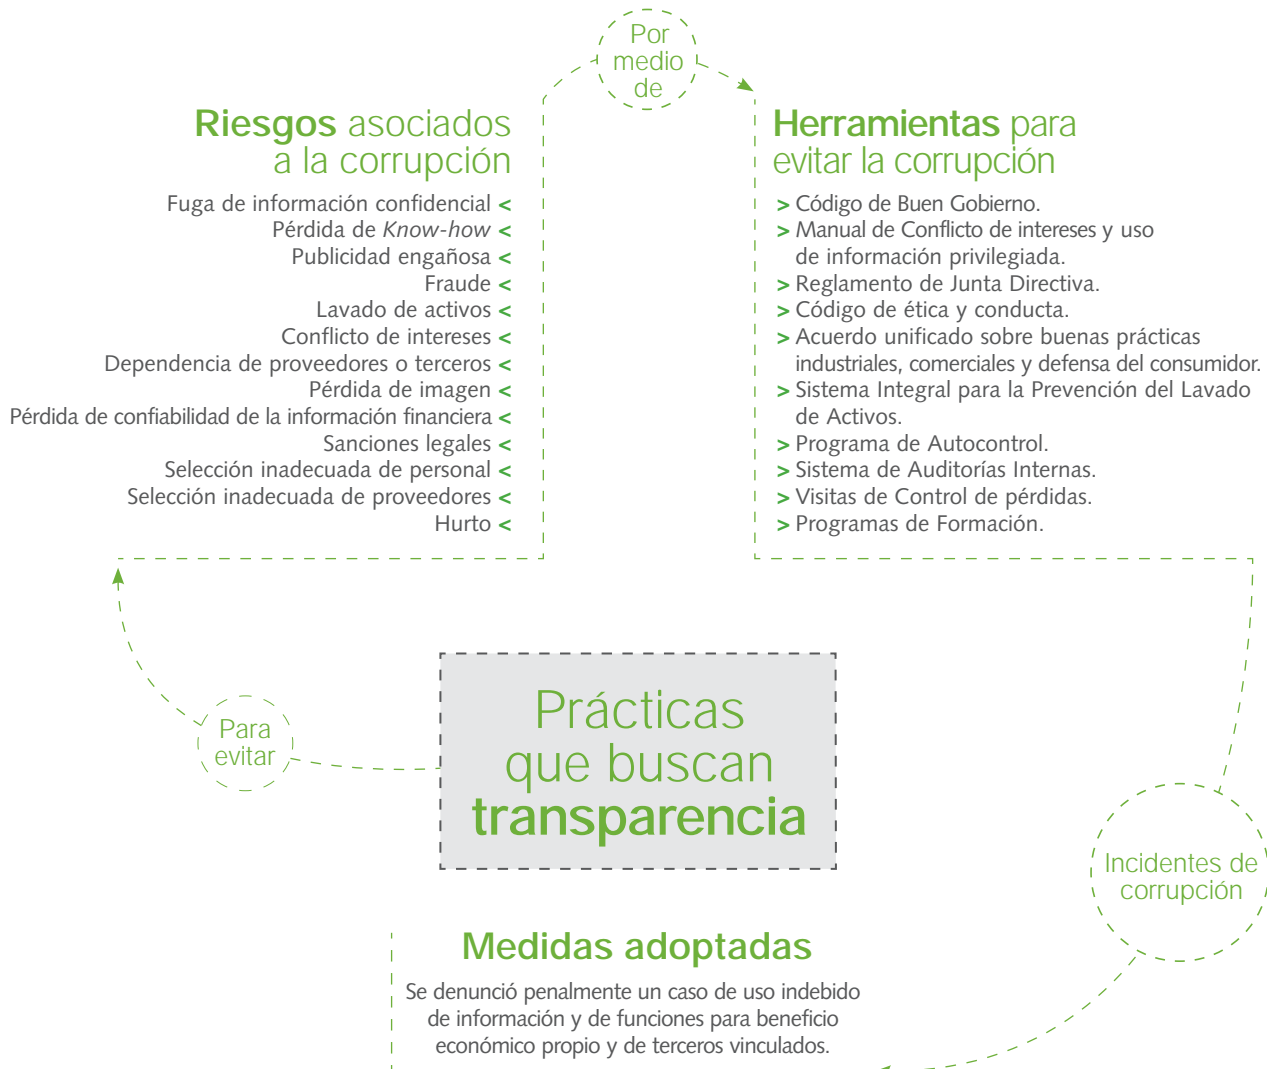 Por
medio
de
Riesgos asociados
a la corrupción
Fuga de información confidencial <
Pérdida de Know-how <
Publicidad engañosa <
Fraude <
Lavado de activos <
Conflicto de intereses <
Dependencia de proveedores o terceros <
Pérdida de imagen <
Pérdida de confiabilidad de la información financiera <
Sanciones legales <
Selección inadecuada de personal <
Selección inadecuada de proveedores <
Hurto <
Herramientas para
evitar la corrupción
> Código de Buen Gobierno.
> Manual de Conflicto de intereses y uso
de información privilegiada.
> Reglamento de Junta Directiva.
> Código de ética y conducta.
> Acuerdo unificado sobre buenas prácticas
industriales, comerciales y defensa del consumidor.
> Sistema Integral para la Prevención del Lavado
de Activos.
> Programa de Autocontrol.
> Sistema de Auditorías Internas.
> Visitas de Control de pérdidas.
> Programas de Formación.
Para
evitar
Prácticas
que buscan
transparencia
Incidentes de
corrupción
Medidas adoptadas
Se denunció penalmente un caso de uso indebido
de información y de funciones para beneficio
económico propio y de terceros vinculados.